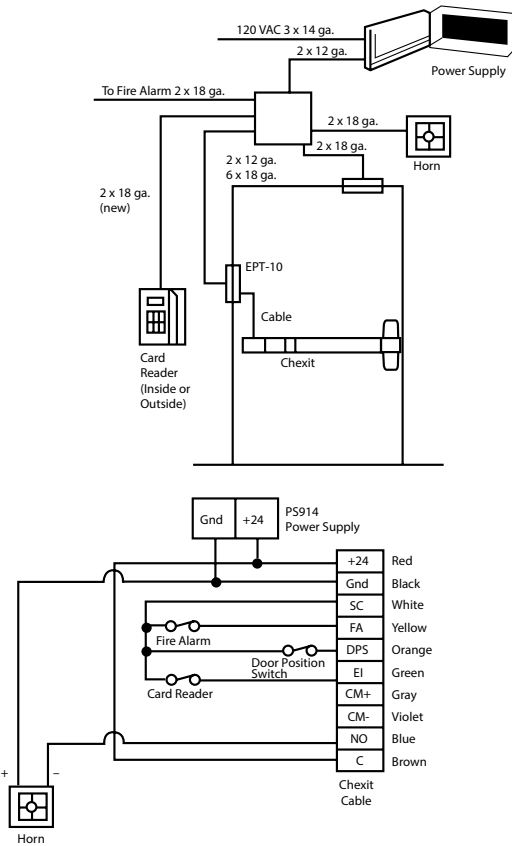 120 VAC 3 x 14 ga.
2 x 12 ga.
Power Supply
To Fire Alarm 2 x 18 ga.
2 x 18 ga.
Horn
2 x 18 ga.
2 x 12 ga.
6 x 18 ga.
2 x 18 ga.
(new)
EPT-10
Cable
Chexit
Card
Reader
(Inside or
Outside)
Gnd
+24
PS914
Power Supply
+24 Red
Gnd Black
SC White
FA Yellow
Fire Alarm
DPS Orange
Door Position
Switch
EI Green
Card Reader
CM+ Gray
CM- Violet
NO Blue
C Brown
Chexit
Cable
+ –
Horn